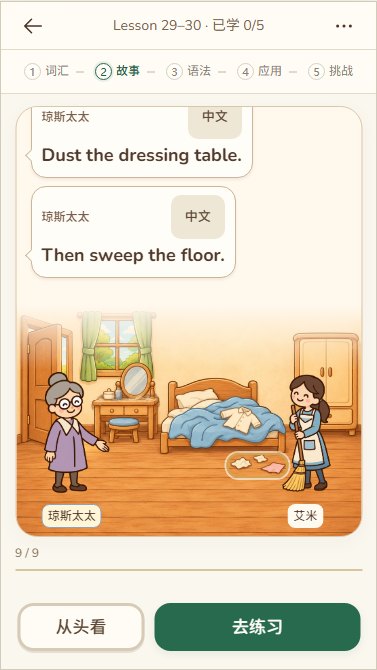 Lesson 29–30 · 已学 0/5
1 词汇 2 故事 3 语法 4 应用 5 挑战
琼斯太太 中文
Dust the dressing table.
琼斯太太 中文
Then sweep the floor.
琼斯太太 艾米
9 / 9
从头看 去练习